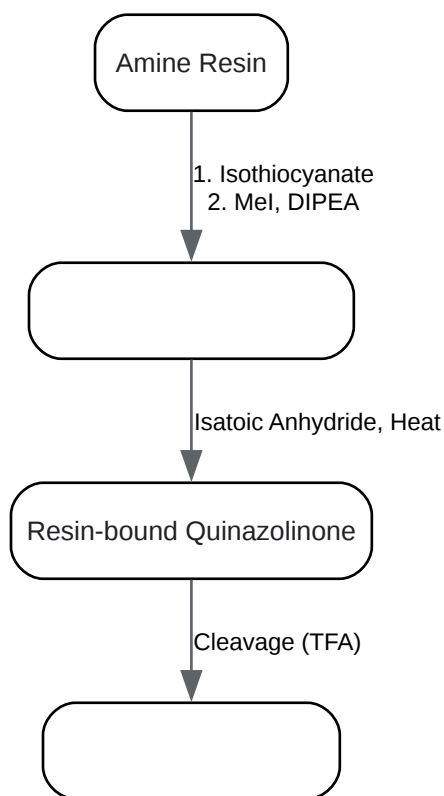 Amine Resin
1. Isothiocyanate
2. MeI, DIPEA
Isatoic Anhydride, Heat
Resin-bound Quinazolinone
Cleavage (TFA)